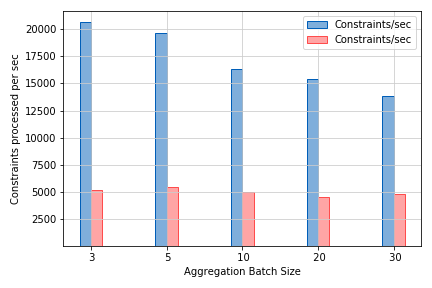 Constraints/sec
Constraints/sec
20000
17500
15000
12500
10000
7500
5000
2500
Constraints processed per sec
3 5 10 20 30
Aggregation Batch Size